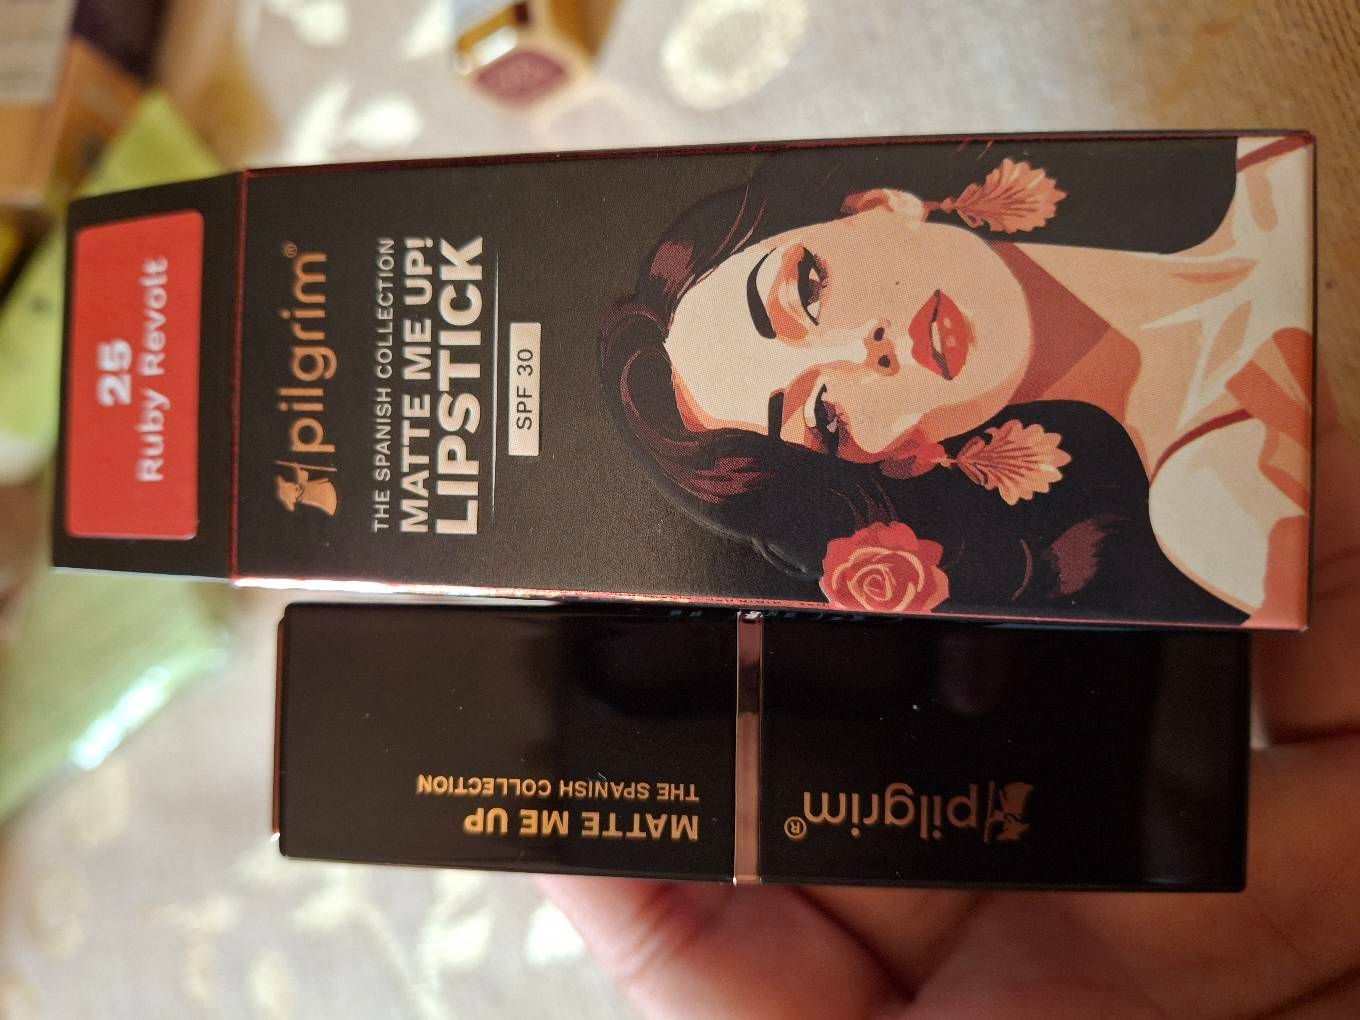 25
Ruby Revolt
pilgrim®
THE SPANISH COLLECTION
MATTE ME UP!
LIPSTICK
SPF 30
MATTE ME UP
THE SPANISH COLLECTION
pilgrim®